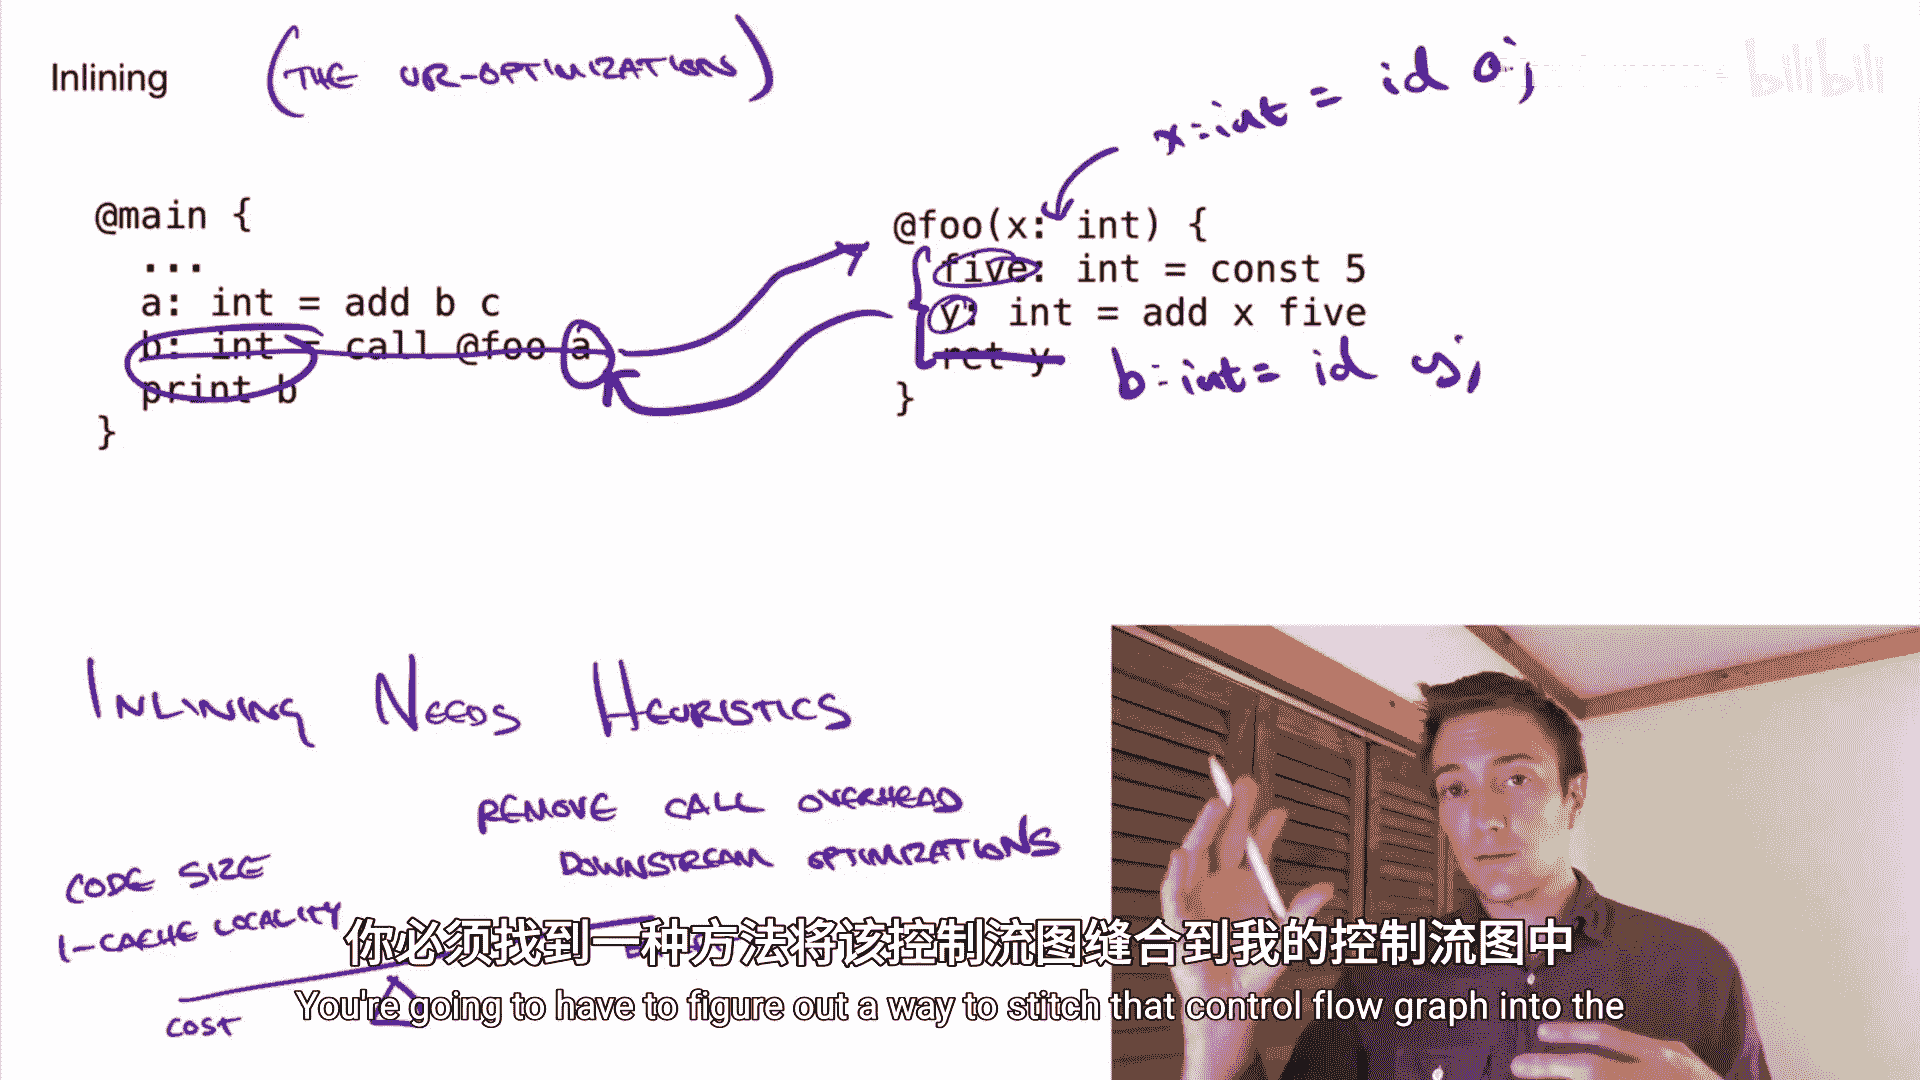 Inlining (THE UR-OPTIMIZATION)
x: int = id a;
bilibili
@main {
...
a: int = add b c
b: int = call @foo a
print b
}
@foo(x: int) {
five: int = const 5
y: int = add x five
ret y
b: int = id y;
}
INLINING NEEDS HEURISTICS
REMOVE CALL OVERHEAD
DOWNSTREAM OPTIMIZATIONS
CODE SIZE
I-CACHE LOCALITY
COST
你必须找到一种方法将该控制流图缝合到我的控制流图中
You're going to have to figure out a way to stitch that control flow graph into the